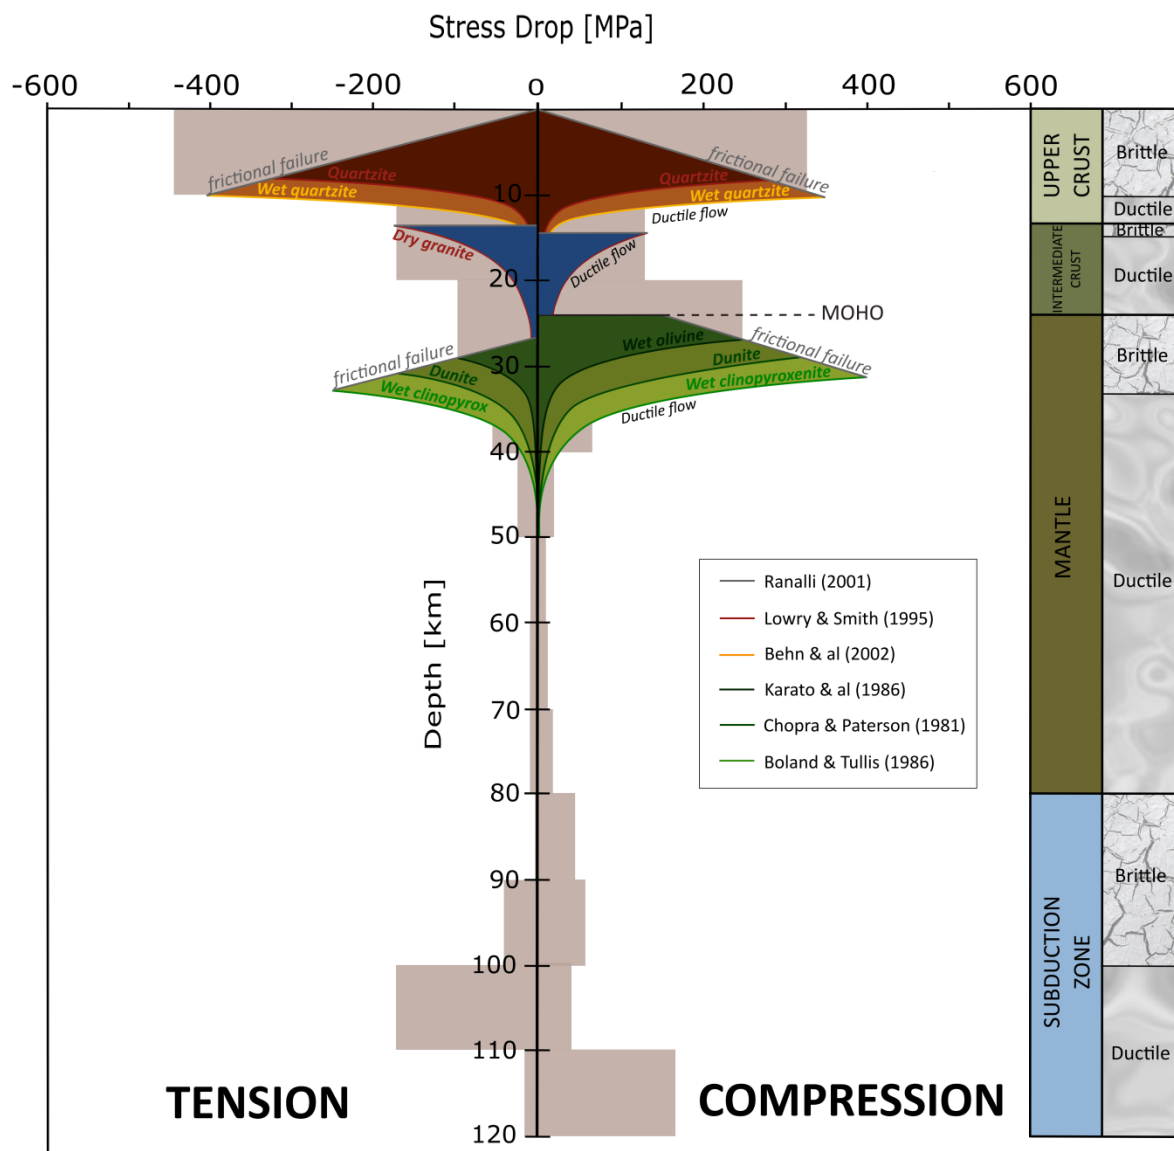 Stress Drop [MPa]
-600 -400 -200 0 200 400 600
frictional failure
frictional failure
Quartzite
Quartzite
Wet quartzite
Wet quartzite
10
Ductile flow
Dry granite
Ductile flow
20
MOHO
frictional failure
frictional failure
Wet olivine
30
Dunite
Dunite
Wet clinopyrox
Wet clinopyroxenite
Ductile flow
40
50
60
70
80
90
100
110
120
Depth [km]
Ranalli (2001)
Lowry & Smith (1995)
Behn & al (2002)
Karato & al (1986)
Chopra & Paterson (1981)
Boland & Tullis (1986)
TENSION
COMPRESSION
UPPER
CRUST
INTERMEDIATE
CRUST
MANTLE
SUBDUCTION
ZONE
Brittle
Ductile
Brittle
Ductile
Brittle
Ductile
Brittle
Ductile